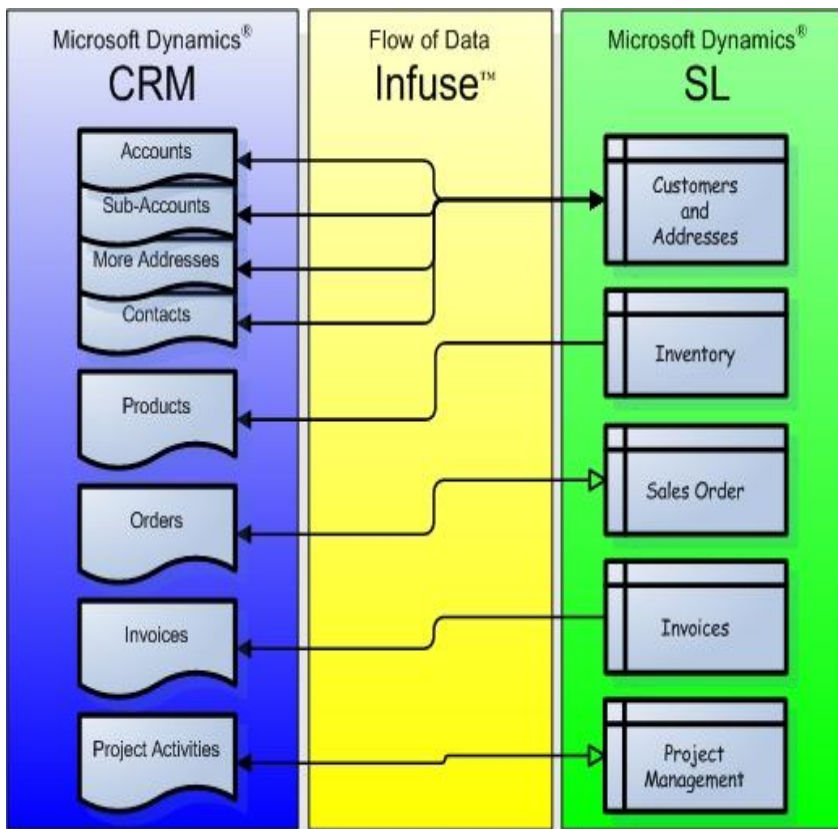 Microsoft Dynamics®
CRM
Accounts
Sub-Accounts
More Addresses
Contacts
Products
Orders
Invoices
Project Activities
Flow of Data
Infuse™
Microsoft Dynamics®
SL
Customers
and
Addresses
Inventory
Sales Order
Invoices
Project
Management